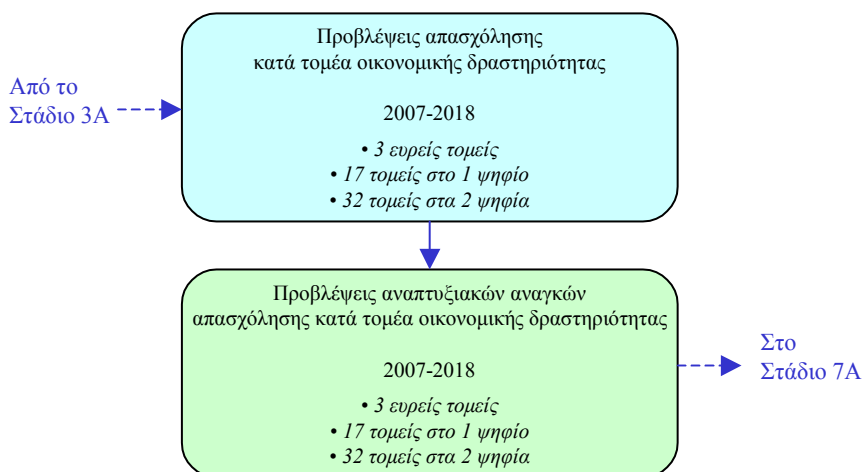 Προβλέψεις απασχόλησης
κατά τομέα οικονομικής δραστηριότητας
Από το
Στάδιο 3Α
2007-2018
• 3 ευρείς τομείς
• 17 τομείς στο 1 ψηφίο
• 32 τομείς στα 2 ψηφία
Προβλέψεις αναπτυξιακών αναγκών
απασχόλησης κατά τομέα οικονομικής δραστηριότητας
Στο
Στάδιο 7Α
2007-2018
• 3 ευρείς τομείς
• 17 τομείς στο 1 ψηφίο
• 32 τομείς στα 2 ψηφία